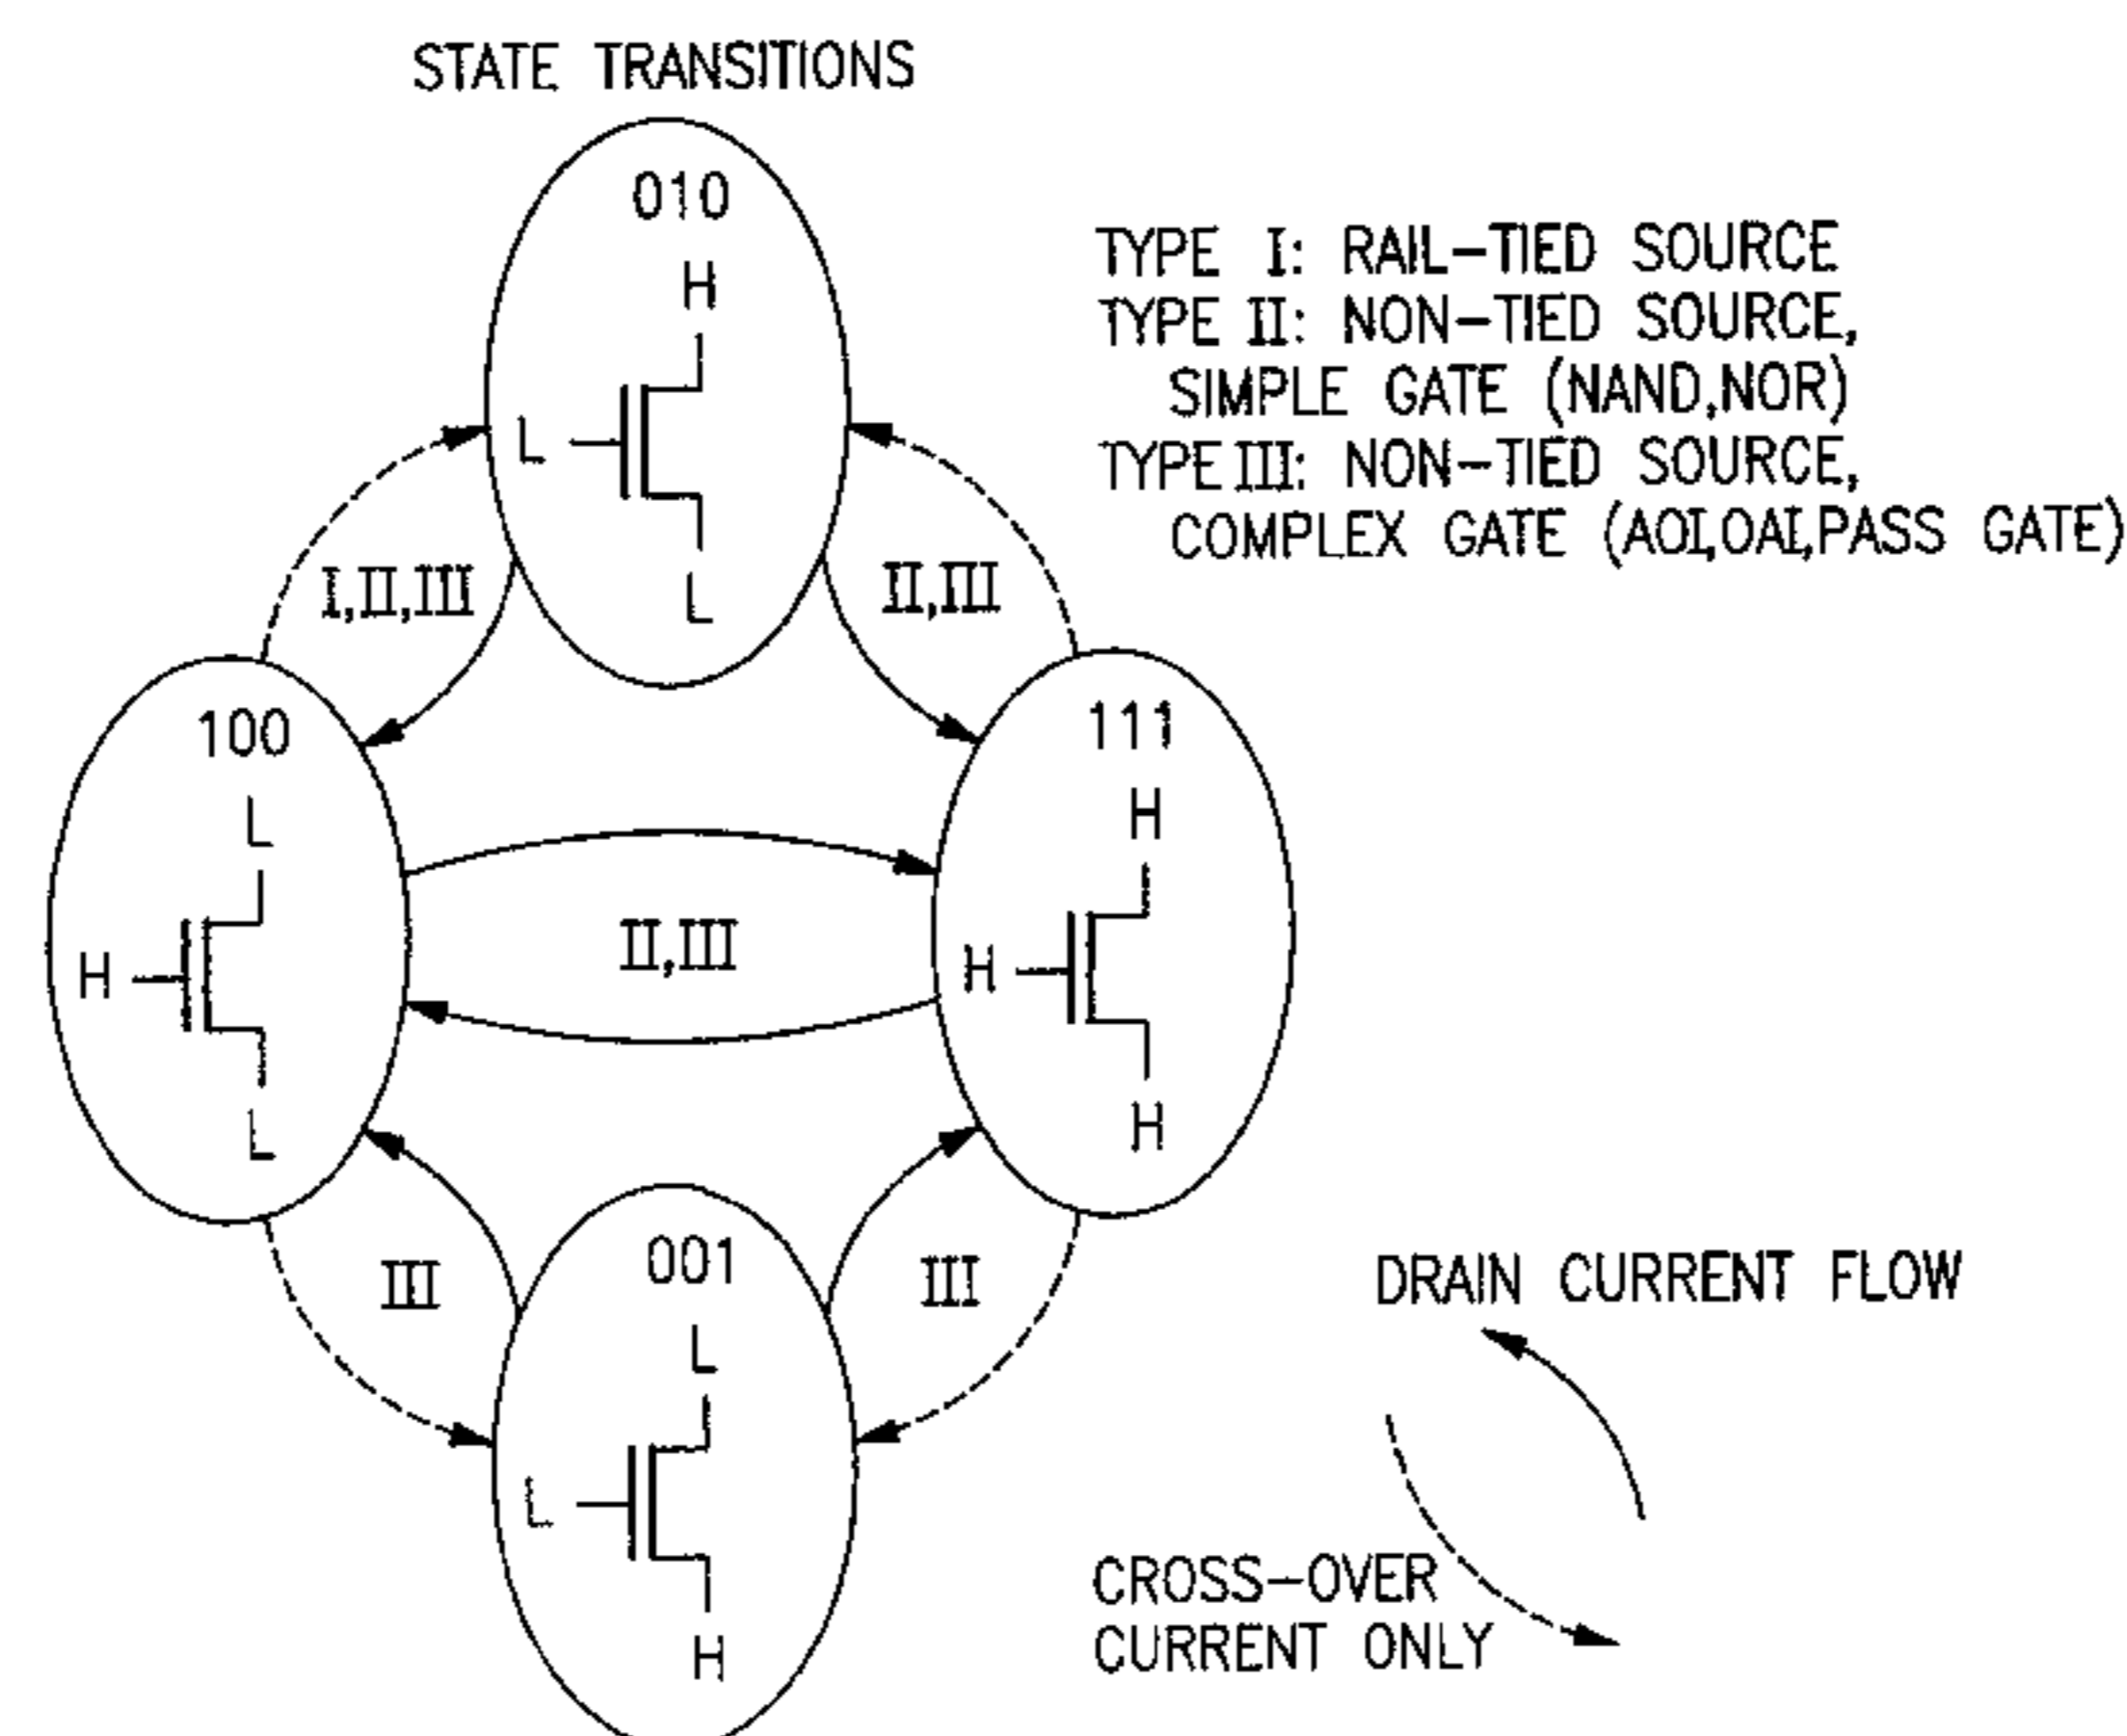 STATE TRANSITIONS
010
H
L
L
TYPE I: RAIL-TIED SOURCE
TYPE II: NON-TIED SOURCE,
SIMPLE GATE (NAND,NOR)
TYPE III: NON-TIED SOURCE,
COMPLEX GATE (AOI,OAI,PASS GATE)
I,II,III
II,III
100
L
H
L
111
H
H
H
II,III
III
III
001
L
L
H
DRAIN CURRENT FLOW
CROSS-OVER
CURRENT ONLY